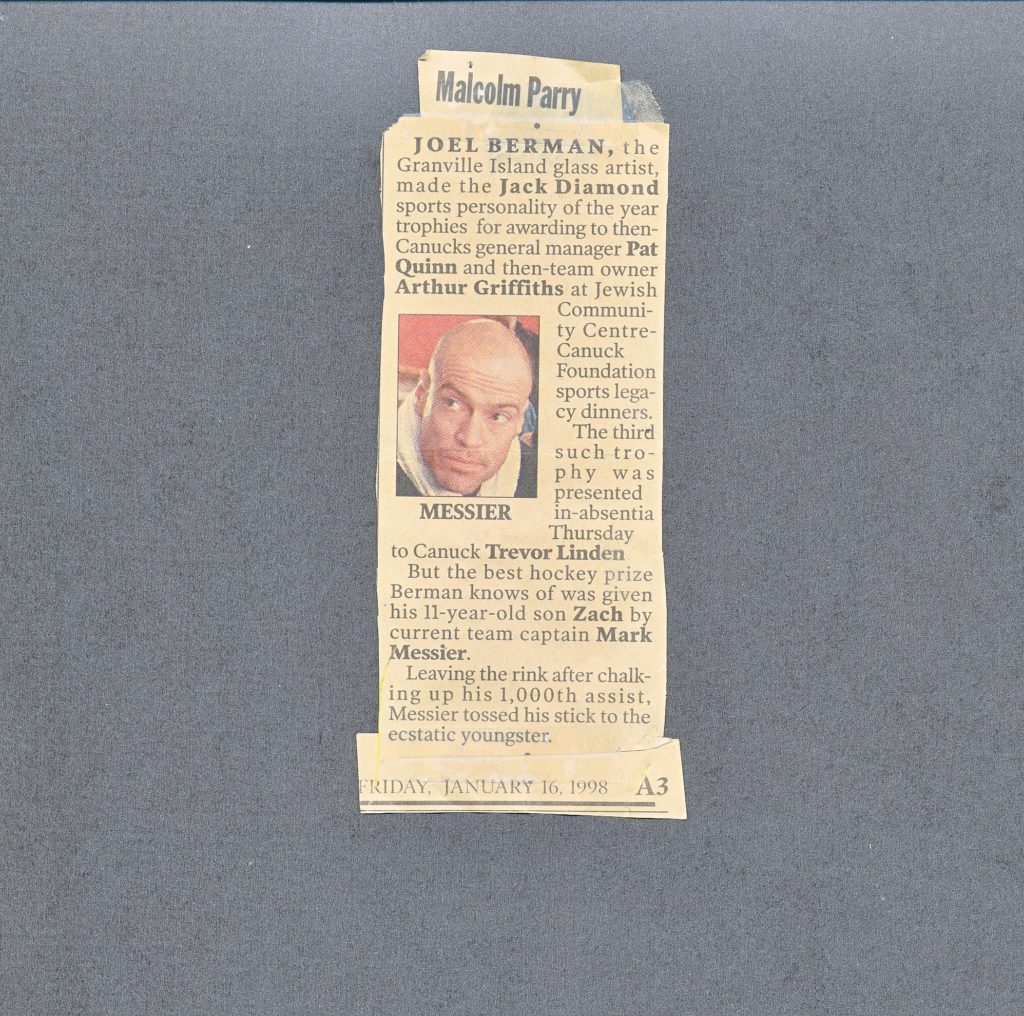 Malcolm Parry
JOEL BERMAN, the
Granville Island glass artist,
made the Jack Diamond
sports personality of the year
trophies for awarding to then-
Canucks general manager Pat
Quinn and then-team owner
Arthur Griffiths at Jewish
Communi-
ty Centre-
Canuck
Foundation
sports lega-
cy dinners.
The third
such tro-
phy was
presented
in-absentia
Thursday
to Canuck Trevor Linden
MESSIER
But the best hockey prize
Berman knows of was given
his 11-year-old son Zach by
current team captain Mark
Messier.
Leaving the rink after chalk-
ing up his 1,000th assist,
Messier tossed his stick to the
ecstatic youngster.
FRIDAY, JANUARY 16, 1998 A3